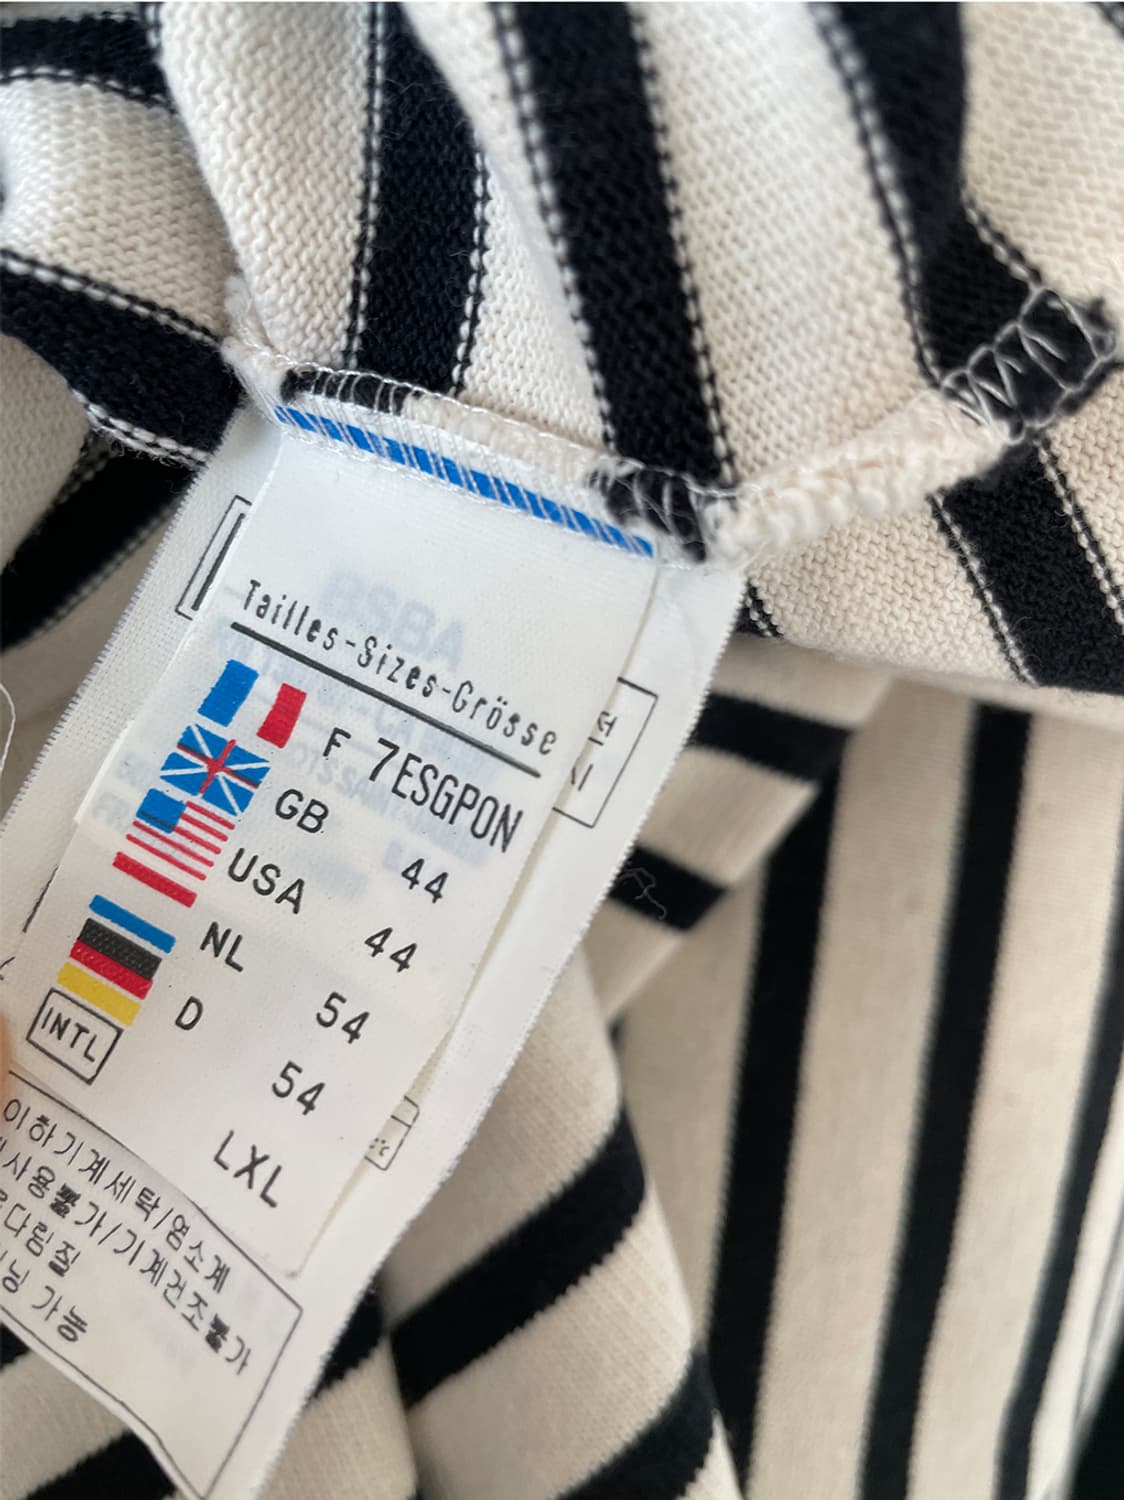 Tailles-Sizes-Grösse
F 7ESGPON
GB 44
USA 44
NL 54
D 54
INTL LXL
이하기계세탁/염소계
사용불가/기계건조불가
다림질
닝 가능